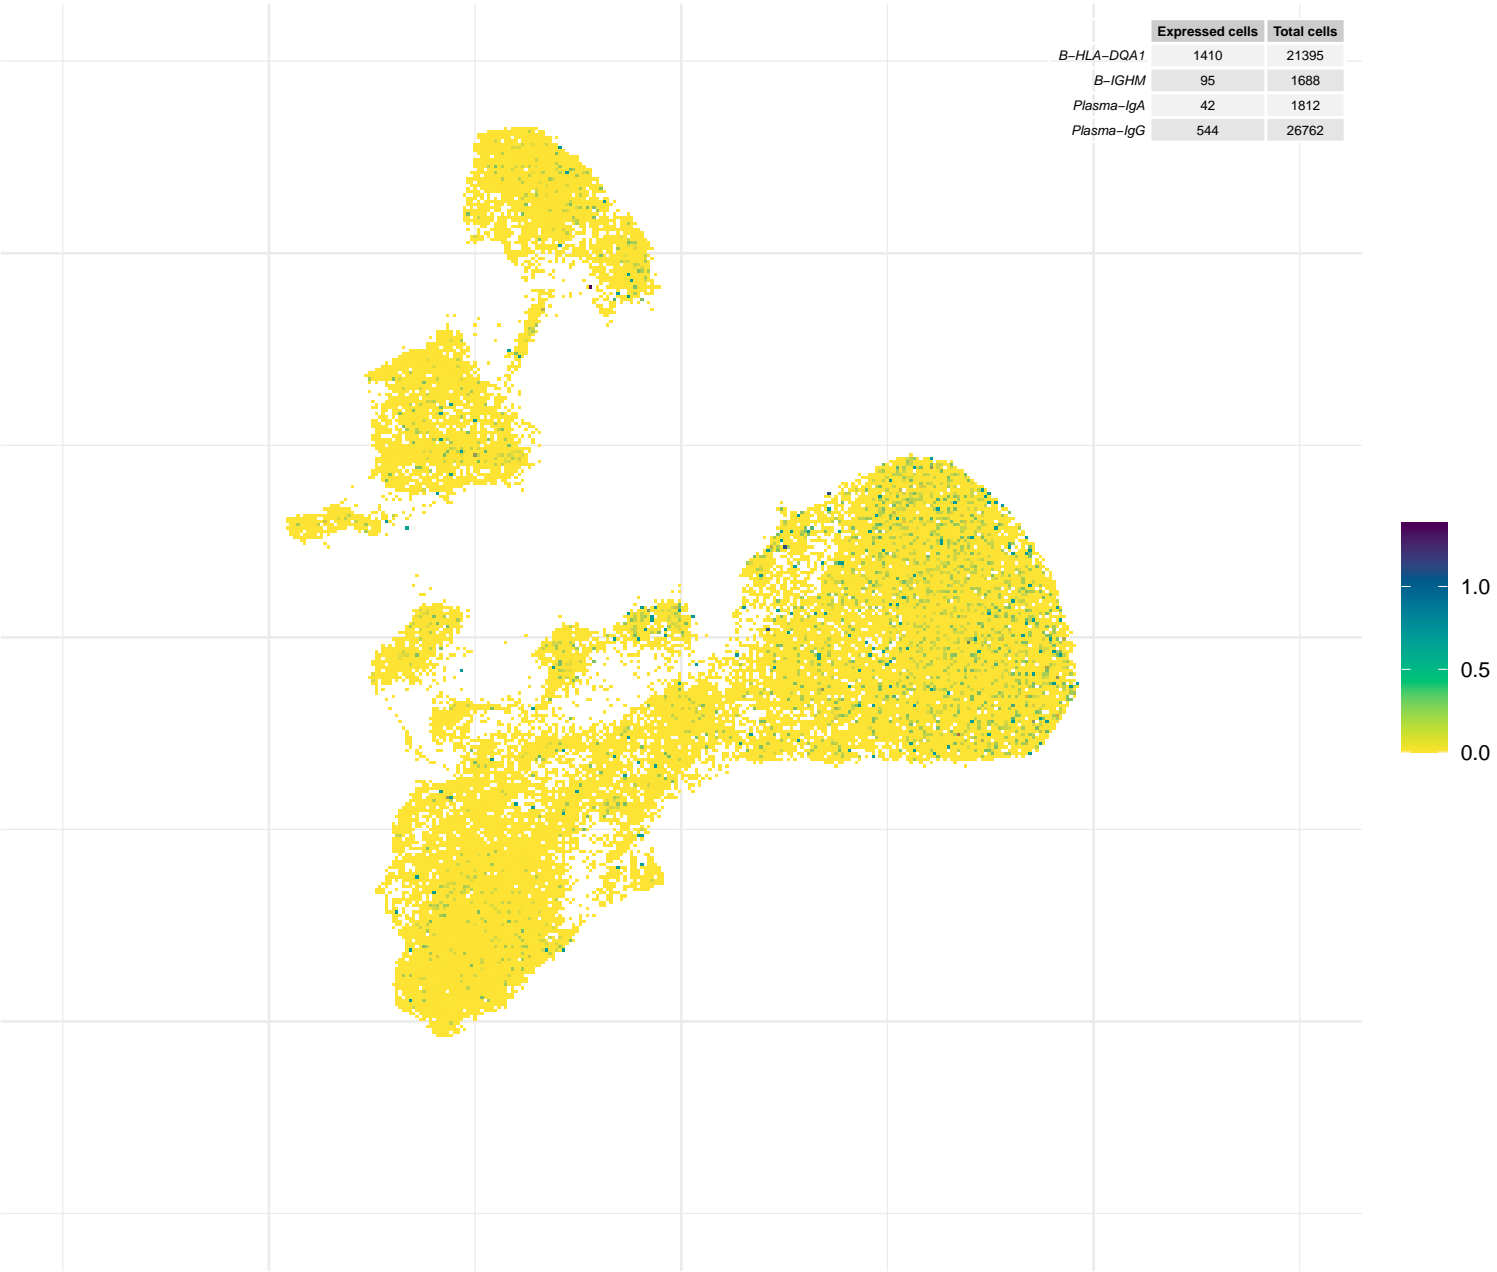 Expressed cells Total cells
B−HLA−DQA1 1410 21395
B−IGHM 95 1688
Plasma−IgA 42 1812
Plasma−IgG 544 26762
1.0
0.5
0.0